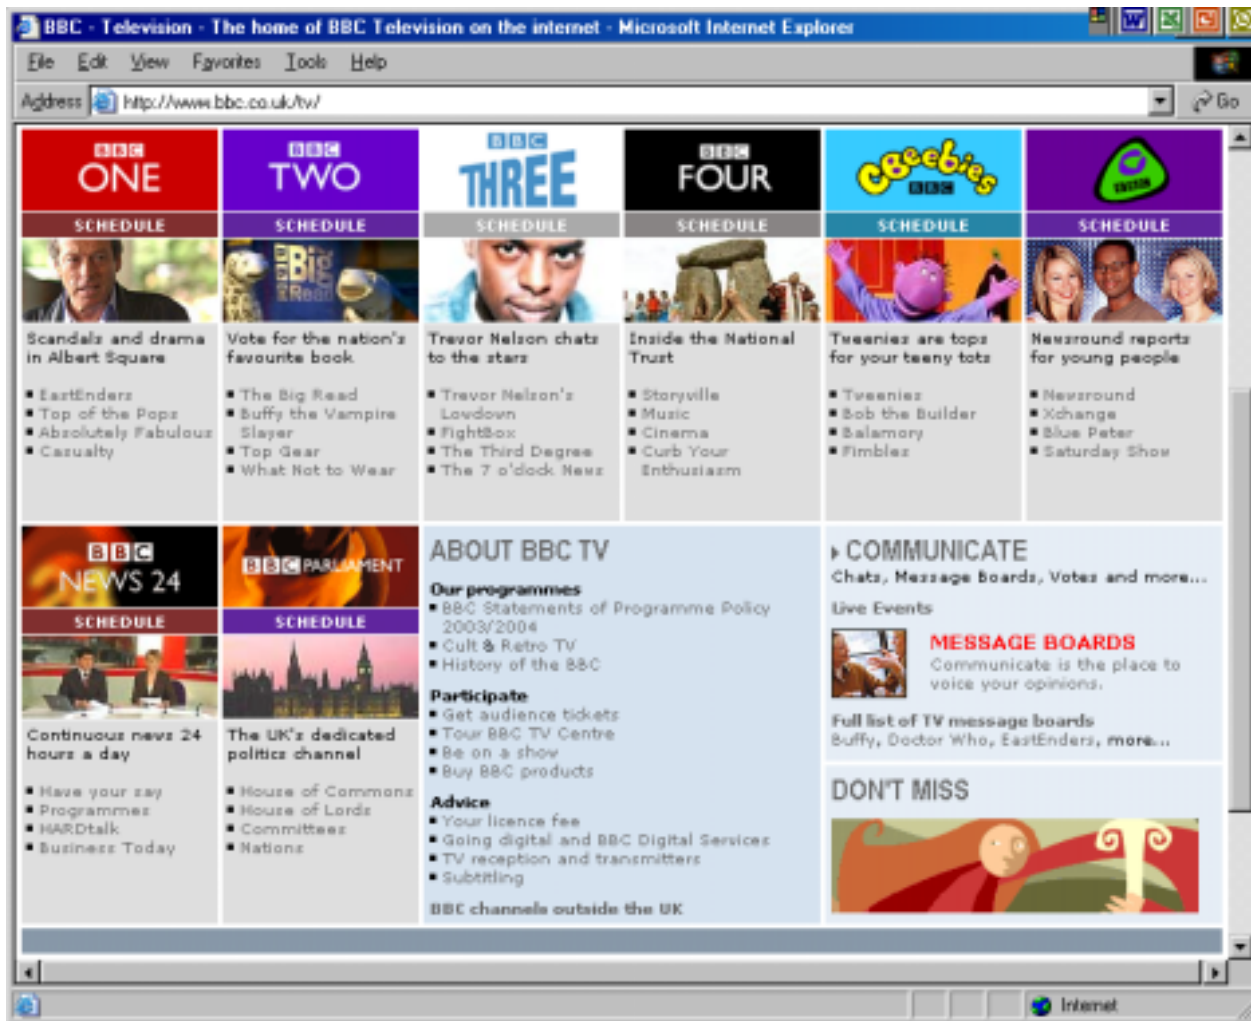 BBC - Television - The home of BBC Television on the internet - Microsoft Internet Explorer
File Edit View Favorites Tools Help
Address http://www.bbc.co.uk/tv/ Go
BBC ONE
SCHEDULE
Scandals and drama
in Albert Square
EastEnders
Top of the Pops
Absolutely Fabulous
Casualty
BBC TWO
SCHEDULE
Big
Read
Vote for the nation's
favourite book
The Big Read
Buffy the Vampire
Slayer
Top Gear
What Not to Wear
BBC THREE
SCHEDULE
Trevor Nelson chats
to the stars
Trevor Nelson's
Lowdown
FightBox
The Third Degree
The 7 o'clock News
BBC FOUR
SCHEDULE
Inside the National
Trust
Storyville
Music
Cinema
Curb Your
Enthusiasm
CBeebies
BBC
SCHEDULE
Tweenies are tops
for your teeny tots
Tweenies
Bob the Builder
Balamory
Fimbles
SCHEDULE
Newsround reports
for young people
Newsround
Xchange
Blue Peter
Saturday Show
BBC
NEWS 24
SCHEDULE
Continuous news 24
hours a day
Have your say
Programmes
HARDtalk
Business Today
BBC PARLIAMENT
SCHEDULE
The UK's dedicated
politics channel
House of Commons
House of Lords
Committees
Nations
ABOUT BBC TV
Our programmes
BBC Statements of Programme Policy
2003/2004
Cult & Retro TV
History of the BBC
Participate
Get audience tickets
Tour BBC TV Centre
Be on a show
Buy BBC products
Advice
Your licence fee
Going digital and BBC Digital Services
TV reception and transmitters
Subtitling
BBC channels outside the UK
COMMUNICATE
Chats, Message Boards, Votes and more...
Live Events
MESSAGE BOARDS
Communicate is the place to
voice your opinions.
Full list of TV message boards
Buffy, Doctor Who, EastEnders, more...
DON'T MISS
Internet